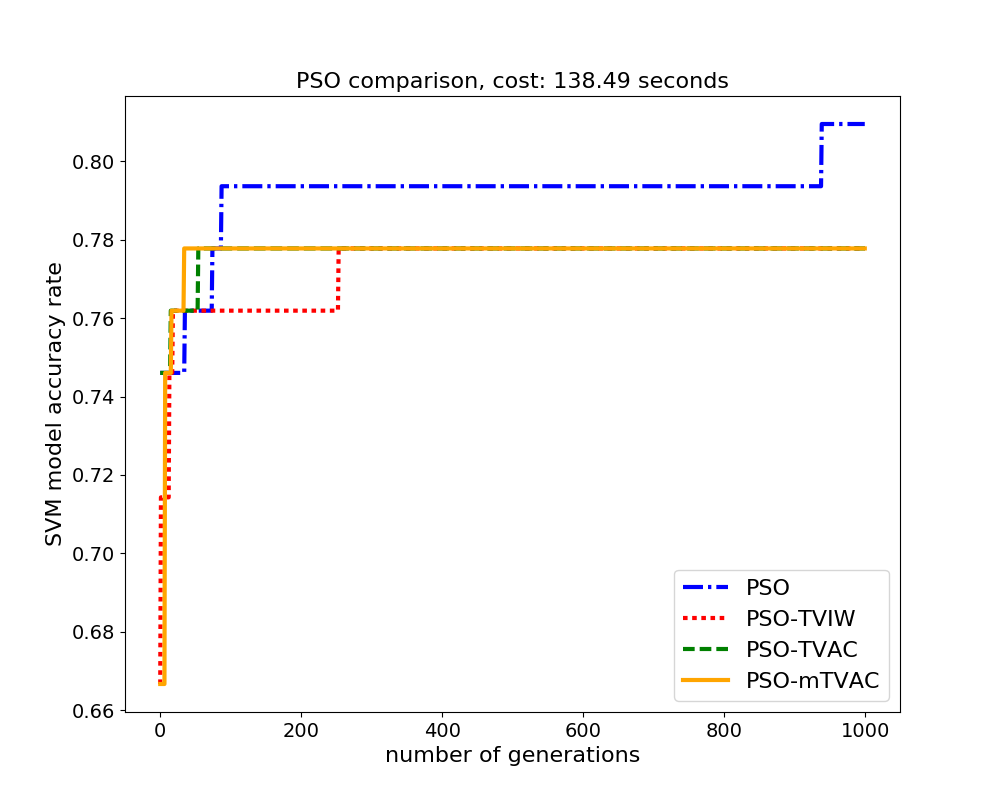 PSO comparison, cost: 138.49 seconds
SVM model accuracy rate
0.80
0.78
0.76
0.74
0.72
0.70
0.68
0.66
0 200 400 600 800 1000
number of generations
PSO
PSO-TVIW
PSO-TVAC
PSO-mTVAC